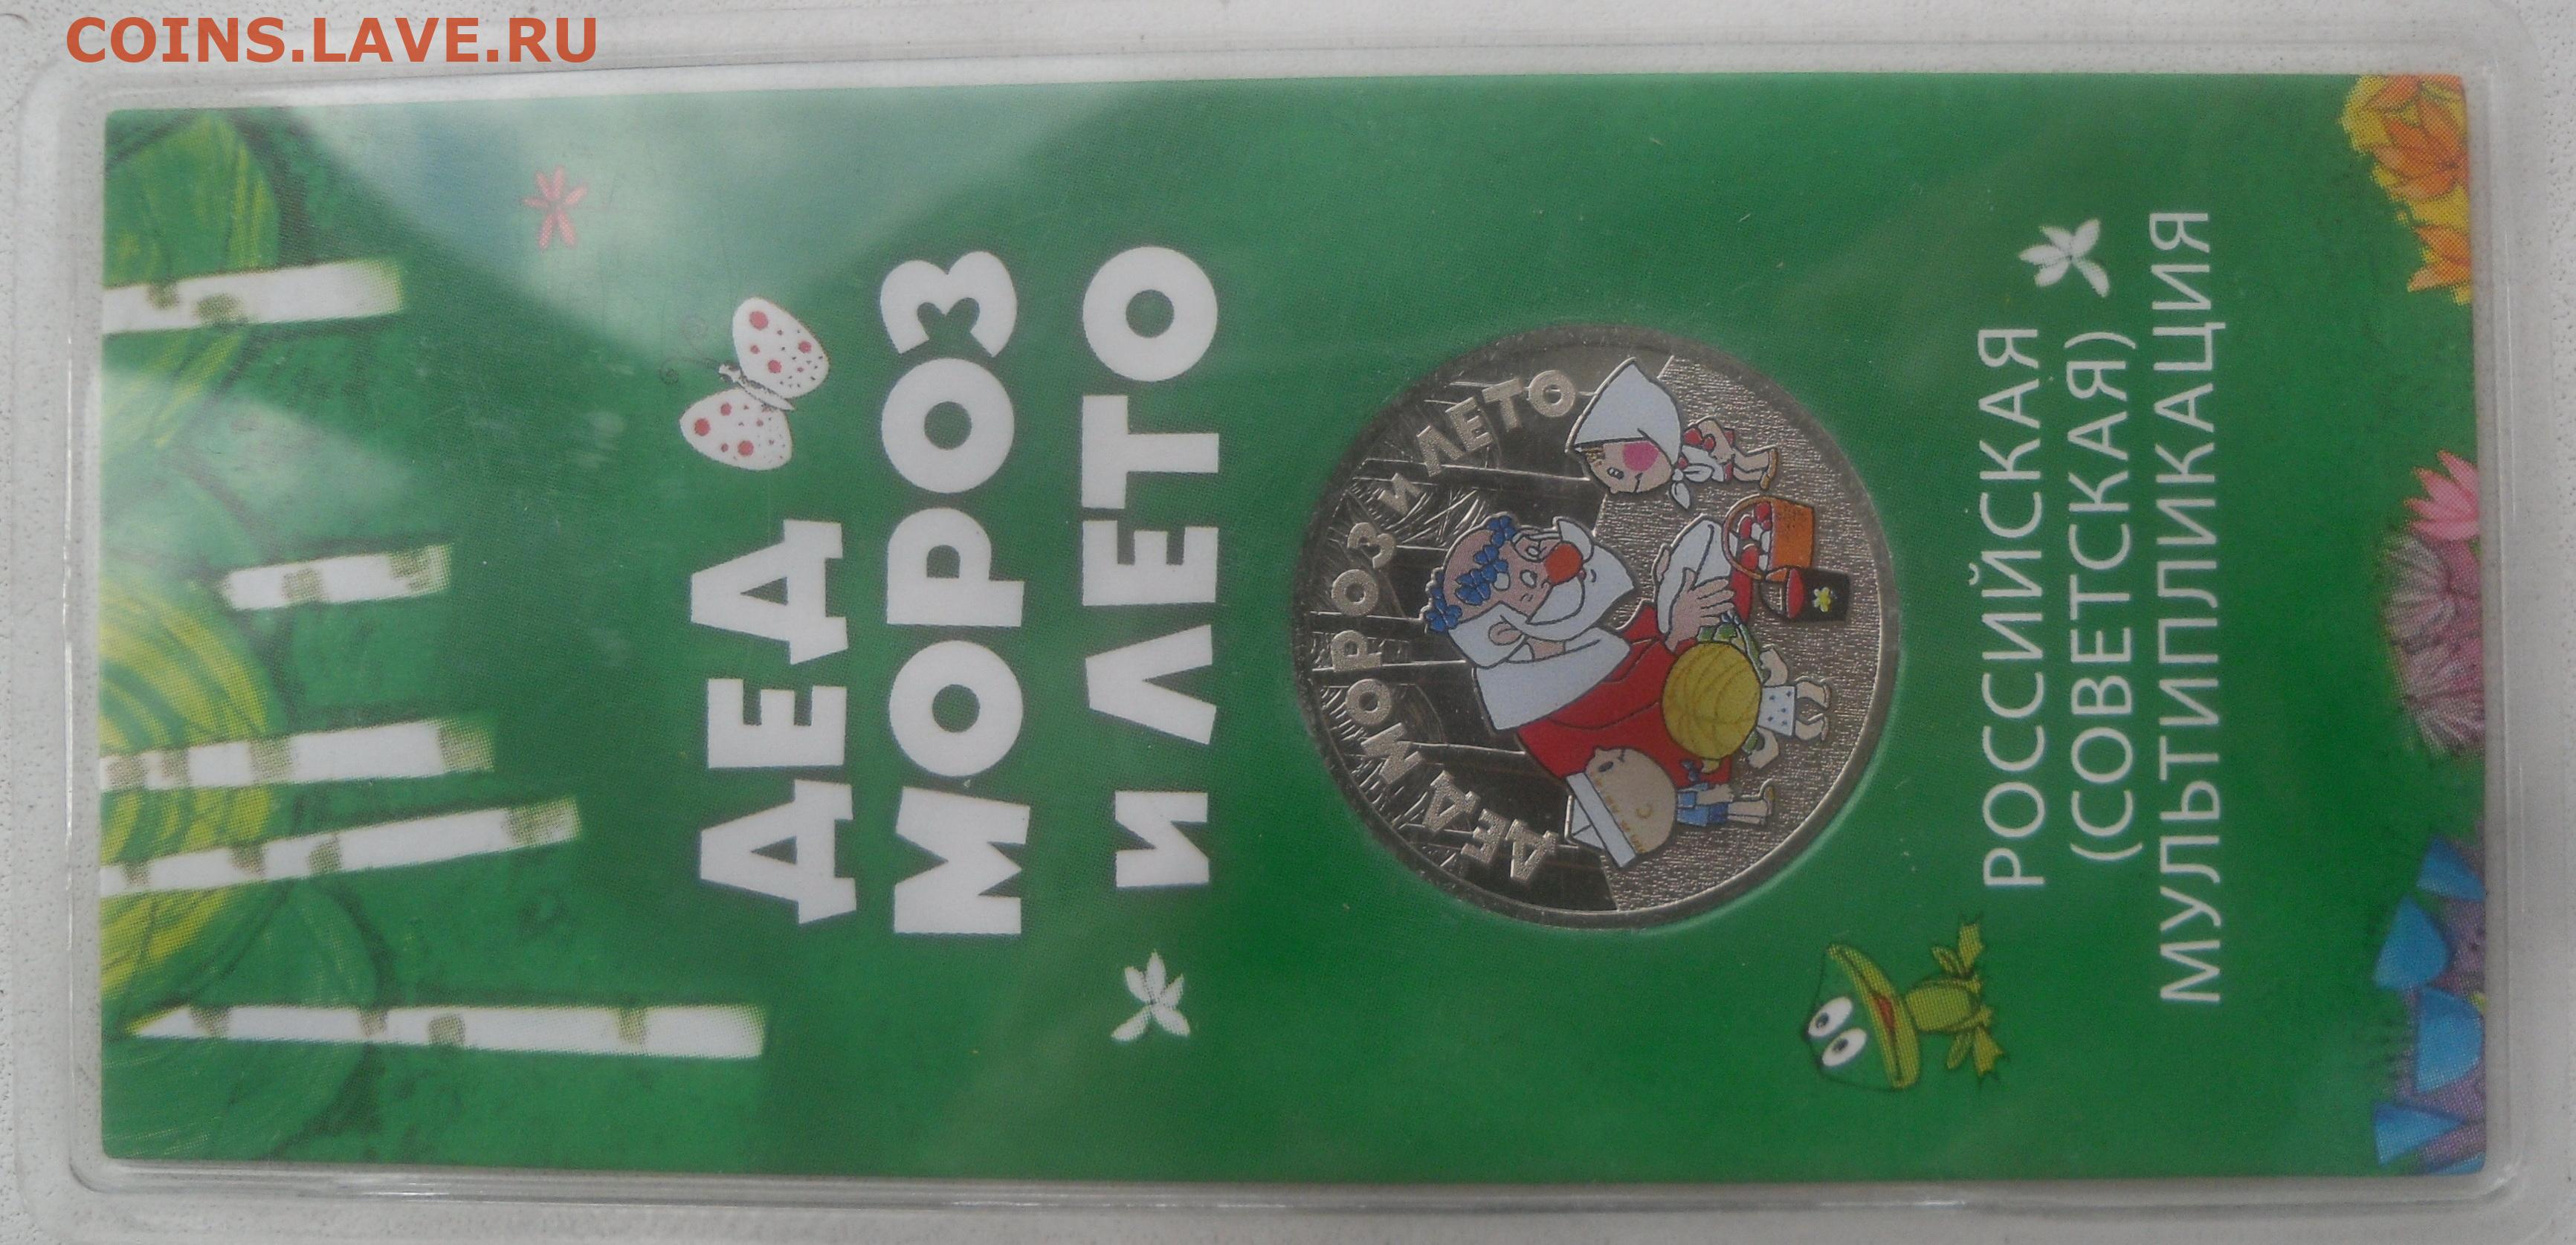 COINS.LAVE.RU
ДЕД
МОРОЗ
и ЛЕТО
ДЕД МОРОЗ и ЛЕТО
РОССИЙСКАЯ
(СОВЕТСКАЯ)
МУЛЬТИПЛИКАЦИЯ